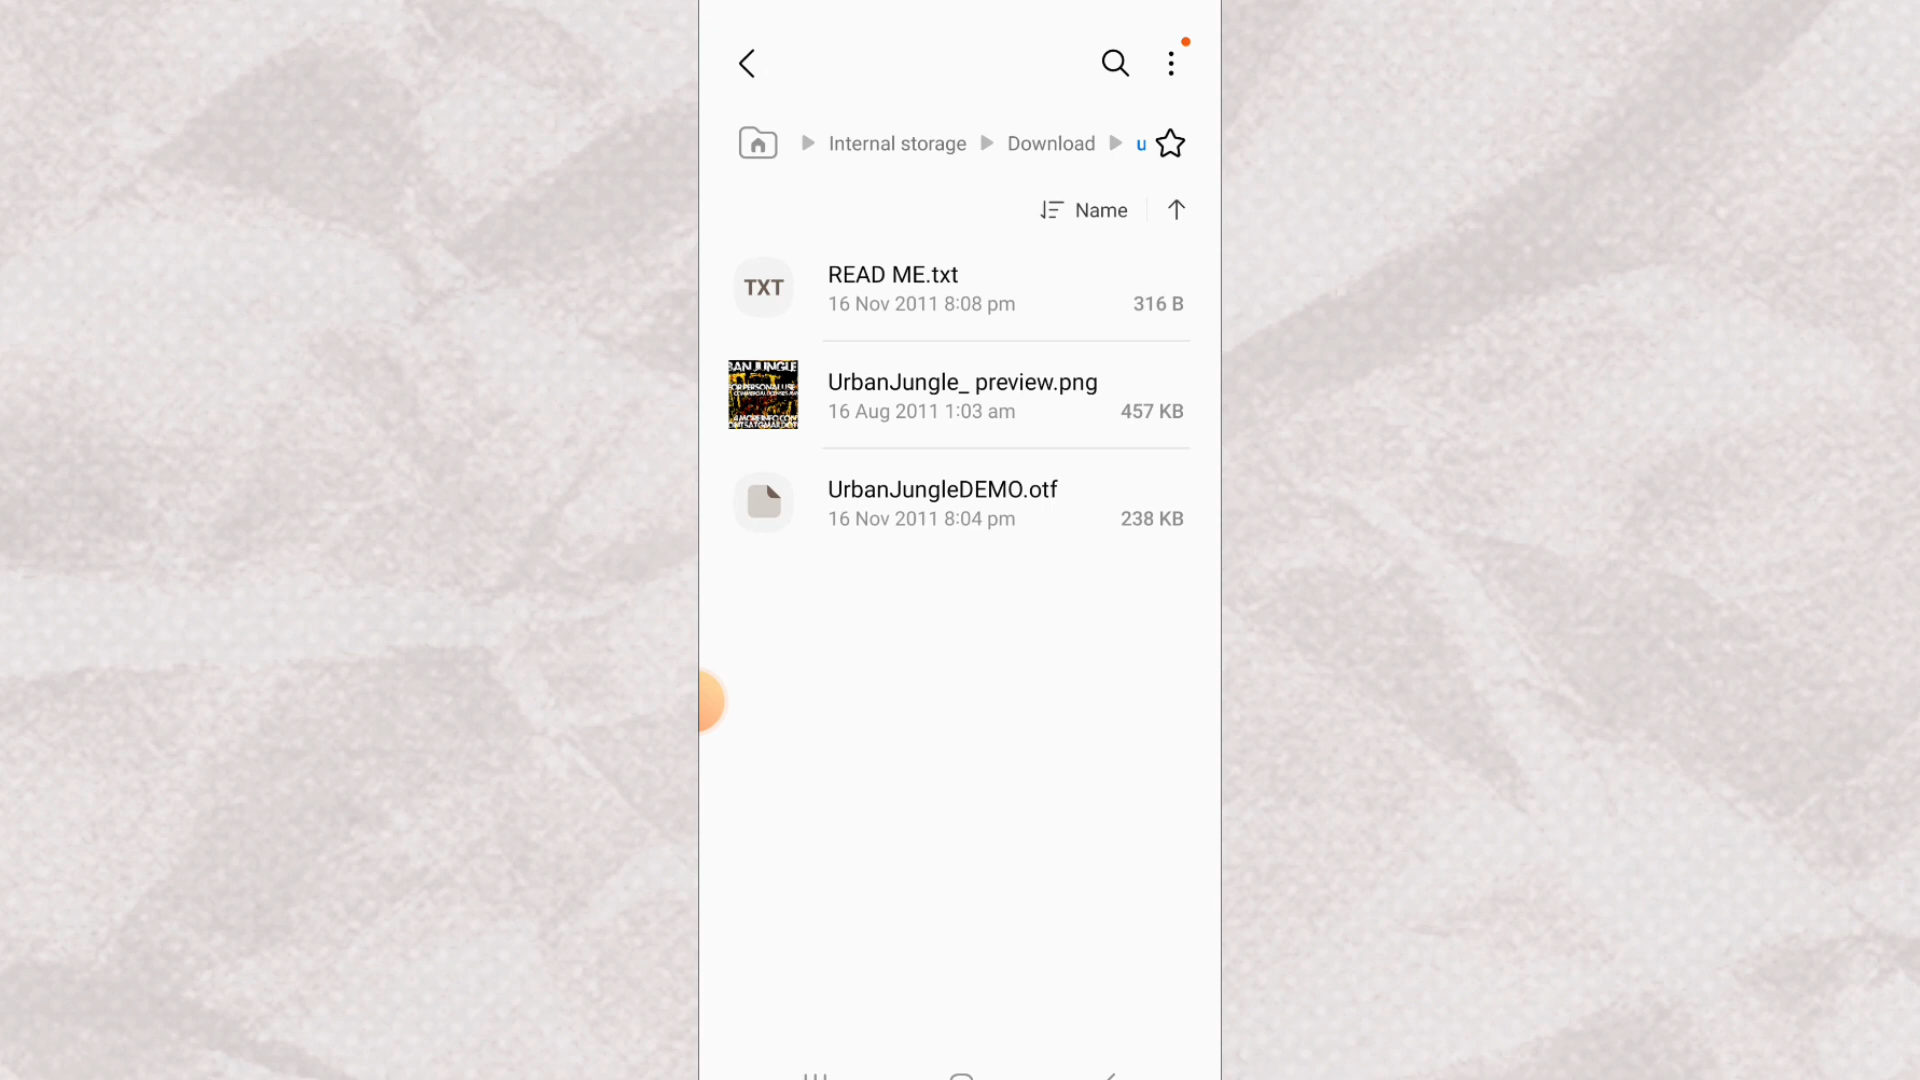 Internal storage Download u
Name
TXT
READ ME.txt
16 Nov 2011 8:08 pm 316 B
UrbanJungle_ preview.png
16 Aug 2011 1:03 am 457 KB
UrbanJungleDEMO.otf
16 Nov 2011 8:04 pm 238 KB